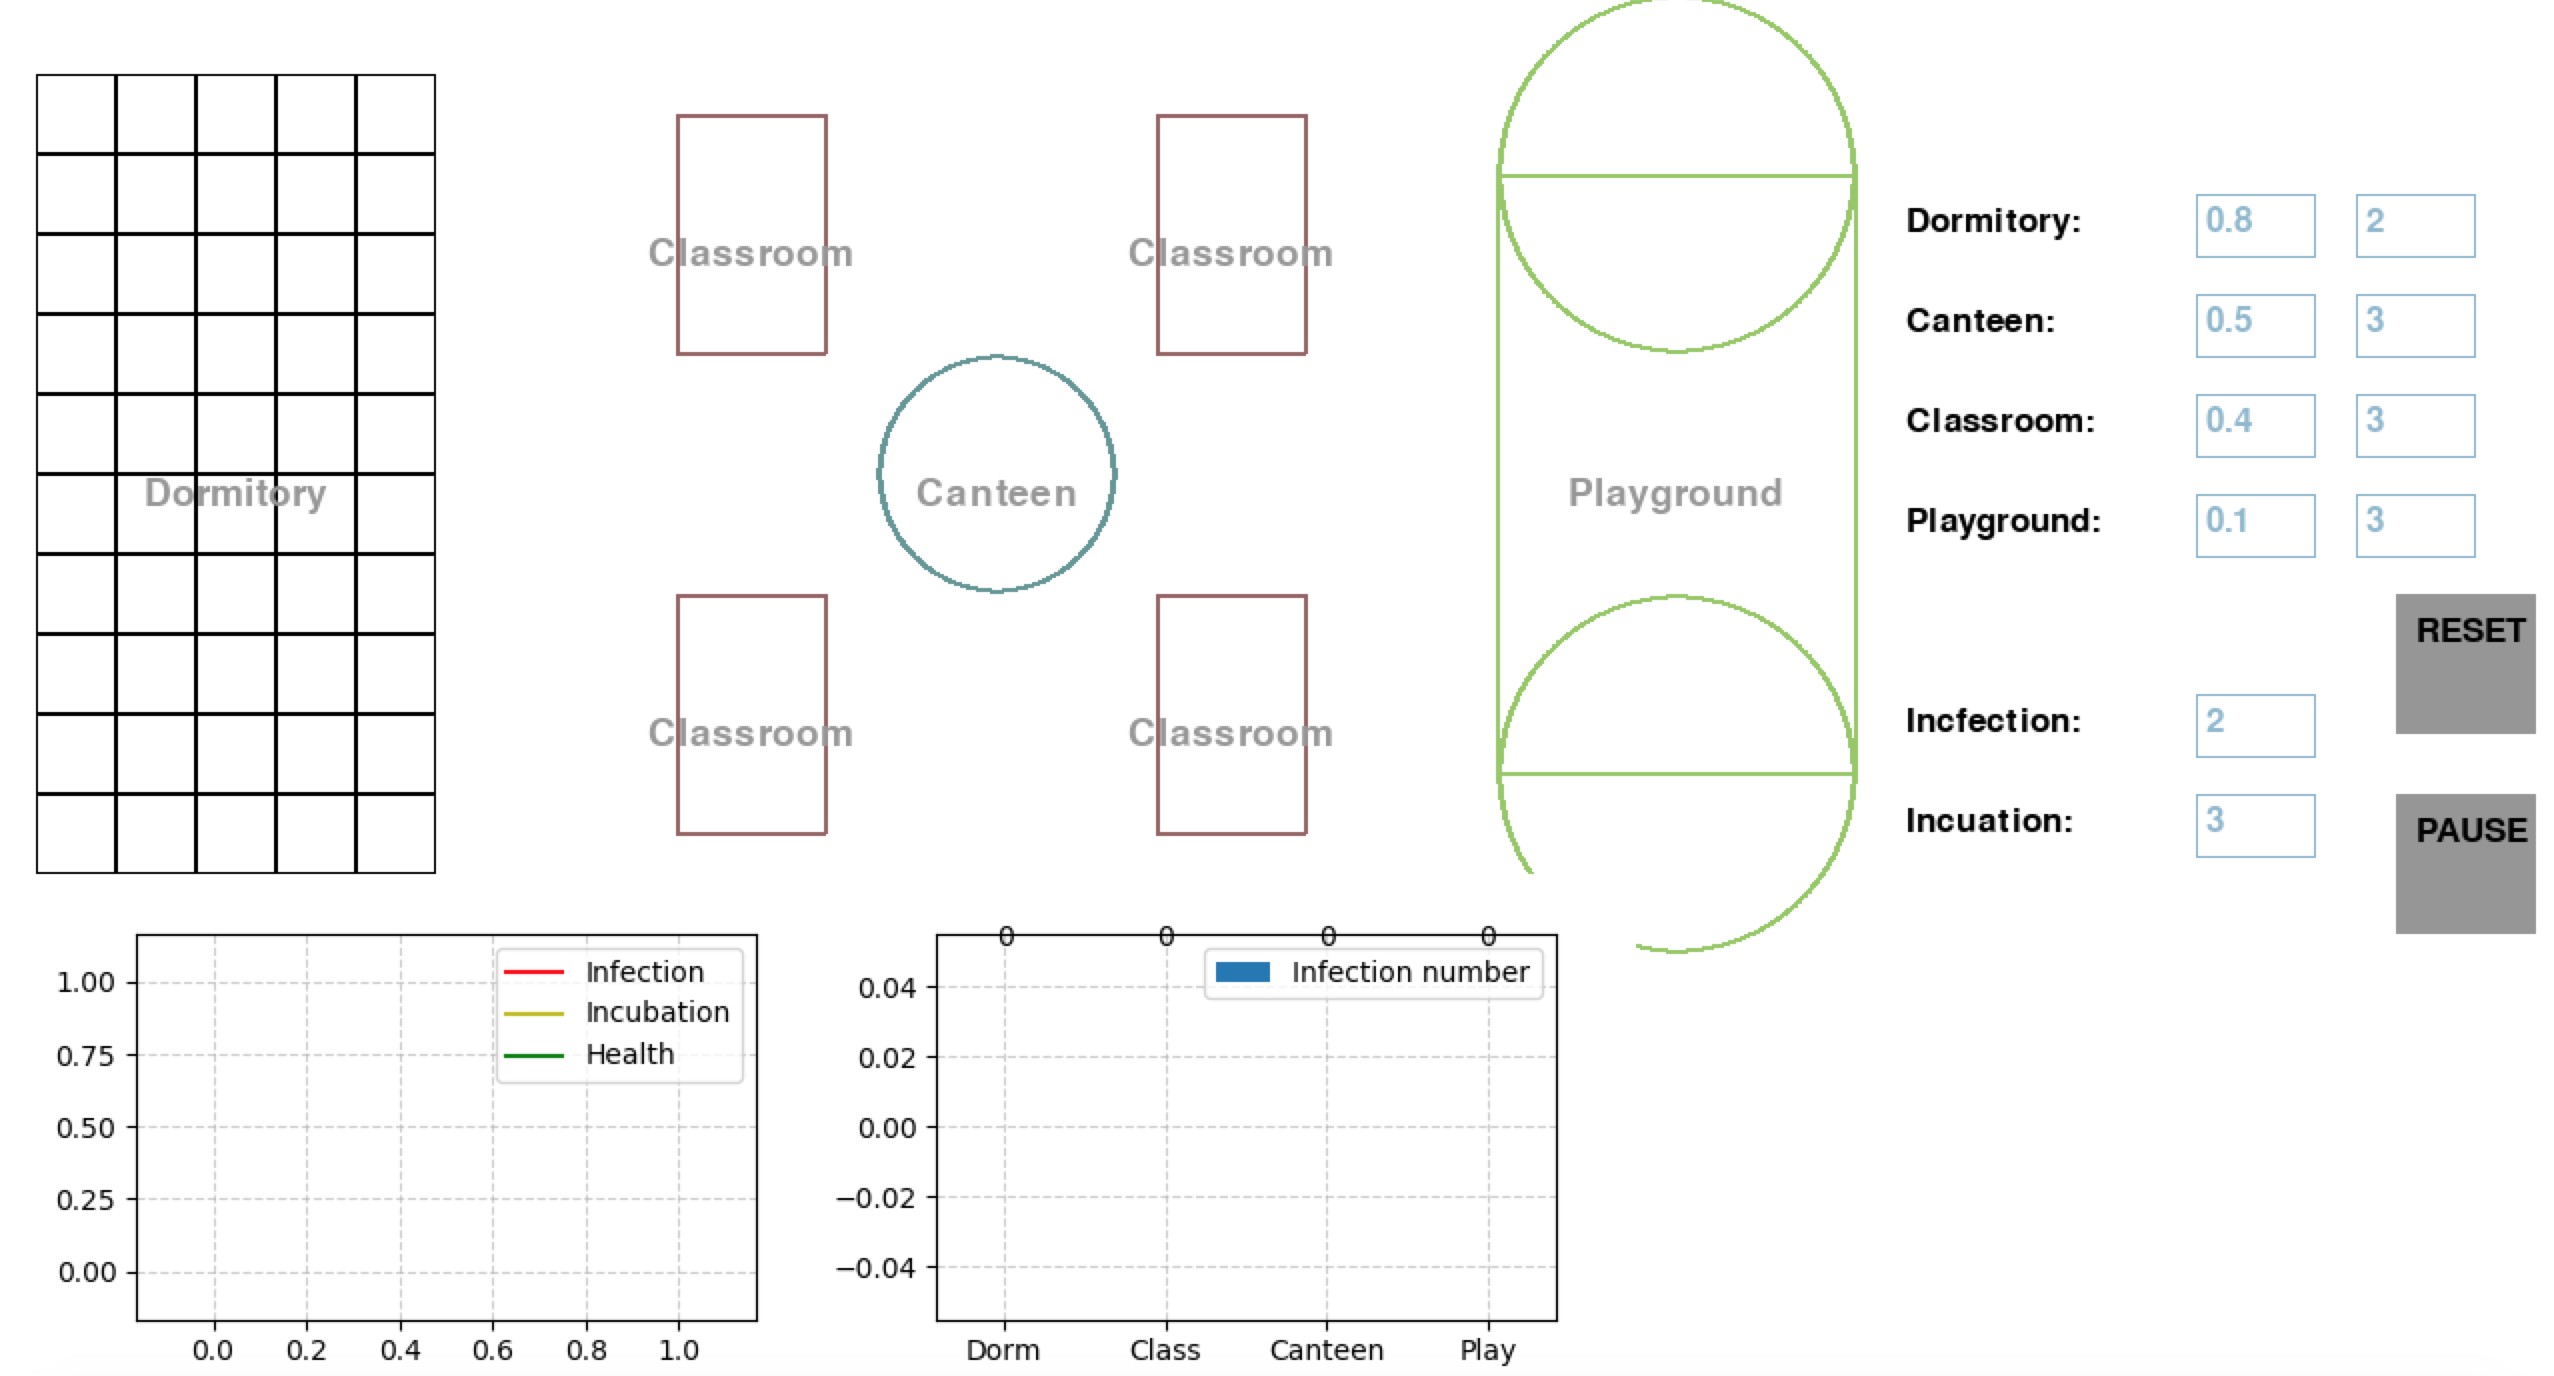 Classroom
Classroom
Dormitory
Canteen
Playground
Classroom
Classroom
Dormitory: 0.8 2
Canteen: 0.5 3
Classroom: 0.4 3
Playground: 0.1 3
Incfection: 2
Incuation: 3
RESET
PAUSE
1.00
0.75
0.50
0.25
0.00
0.0 0.2 0.4 0.6 0.8 1.0
Infection
Incubation
Health
0 0 0 0
Infection number
0.04
0.02
0.00
−0.02
−0.04
Dorm Class Canteen Play